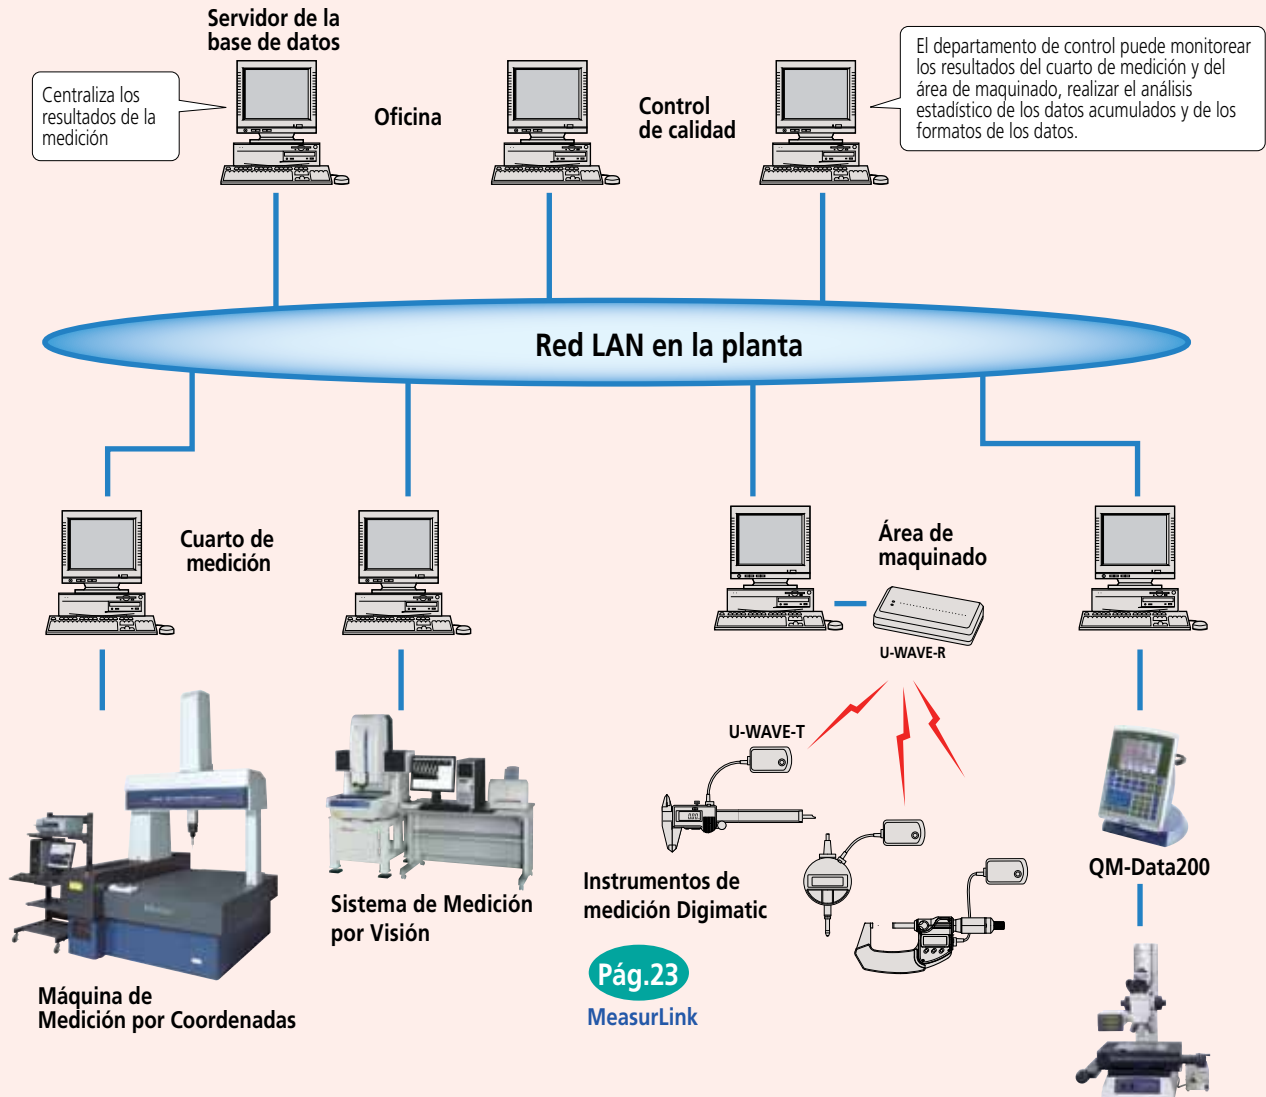 Servidor de la
base de datos
Centraliza los
resultados de la
medición
Oficina
Control
de calidad
El departamento de control puede monitorear
los resultados del cuarto de medición y del
área de maquinado, realizar el análisis
estadístico de los datos acumulados y de los
formatos de los datos.
Red LAN en la planta
Cuarto de
medición
Área de
maquinado
U-WAVE-R
U-WAVE-T
QM-Data200
Instrumentos de
medición Digimatic
Sistema de Medición
por Visión
Pág.23
MeasurLink
Máquina de
Medición por Coordenadas